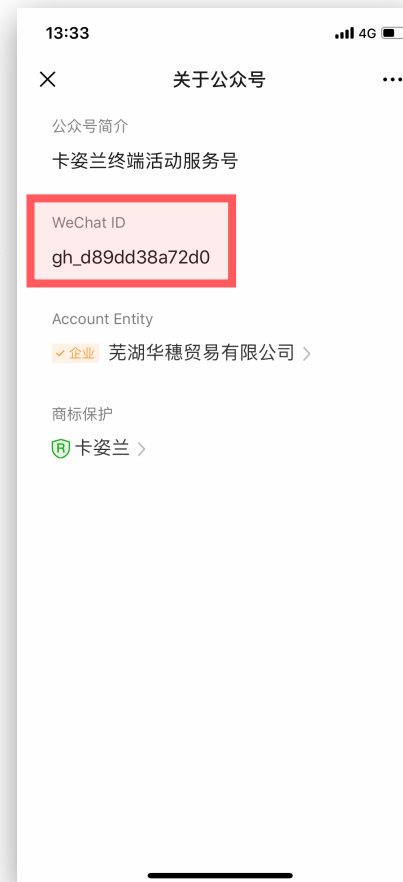 13:33
4G
关于公众号
公众号简介
卡姿兰终端活动服务号
WeChat ID
gh_d89dd38a72d0
Account Entity
企业 芜湖华穗贸易有限公司
商标保护
R 卡姿兰